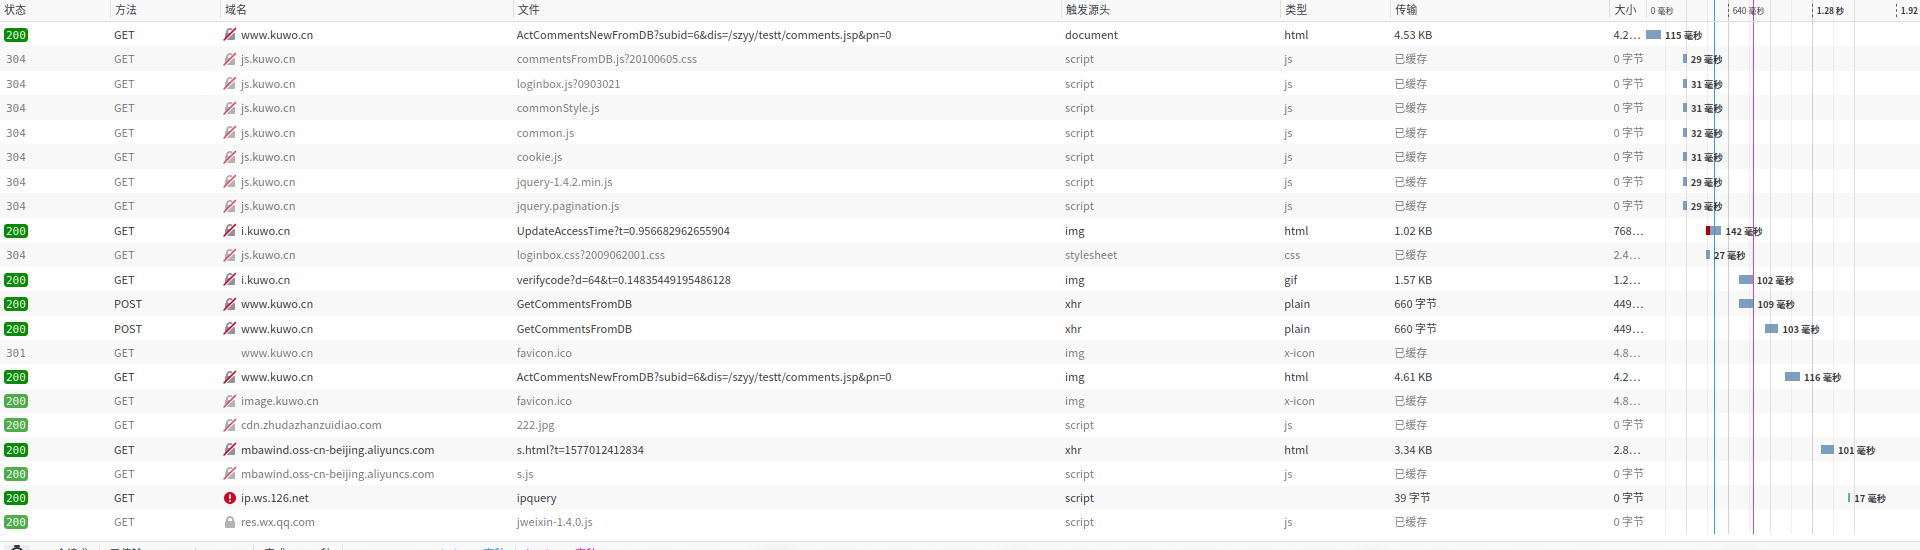 状态 方法 域名 文件 触发源头 类型 传输 大小 0 毫秒 640 毫秒 1.28 秒 1.92
200 GET www.kuwo.cn ActCommentsNewFromDB?subid=6&dis=/szyy/testt/comments.jsp&pn=0 document html 4.53 KB 4.2… 115 毫秒
304 GET js.kuwo.cn commentsFromDB.js?20100605.css script js 已缓存 0 字节 29 毫秒
304 GET js.kuwo.cn loginbox.js?0903021 script js 已缓存 0 字节 31 毫秒
304 GET js.kuwo.cn commonStyle.js script js 已缓存 0 字节 31 毫秒
304 GET js.kuwo.cn common.js script js 已缓存 0 字节 32 毫秒
304 GET js.kuwo.cn cookie.js script js 已缓存 0 字节 31 毫秒
304 GET js.kuwo.cn jquery-1.4.2.min.js script js 已缓存 0 字节 29 毫秒
304 GET js.kuwo.cn jquery.pagination.js script js 已缓存 0 字节 29 毫秒
200 GET i.kuwo.cn UpdateAccessTime?t=0.956682962655904 img html 1.02 KB 768… 142 毫秒
304 GET js.kuwo.cn loginbox.css?2009062001.css stylesheet css 已缓存 2.4… 27 毫秒
200 GET i.kuwo.cn verifycode?d=64&t=0.14835449195486128 img gif 1.57 KB 1.2… 102 毫秒
200 POST www.kuwo.cn GetCommentsFromDB xhr plain 660 字节 449… 109 毫秒
200 POST www.kuwo.cn GetCommentsFromDB xhr plain 660 字节 449… 103 毫秒
301 GET www.kuwo.cn favicon.ico img x-icon 已缓存 4.8…
200 GET www.kuwo.cn ActCommentsNewFromDB?subid=6&dis=/szyy/testt/comments.jsp&pn=0 img html 4.61 KB 4.2… 116 毫秒
200 GET image.kuwo.cn favicon.ico img x-icon 已缓存 4.8…
200 GET cdn.zhudazhanzuidiao.com 222.jpg script js 已缓存 0 字节
200 GET mbawind.oss-cn-beijing.aliyuncs.com s.html?t=1577012412834 xhr html 3.34 KB 2.8… 101 毫秒
200 GET mbawind.oss-cn-beijing.aliyuncs.com s.js script js 已缓存 0 字节
200 GET ip.ws.126.net ipquery script 39 字节 0 字节 17 毫秒
200 GET res.wx.qq.com jweixin-1.4.0.js script js 已缓存 0 字节